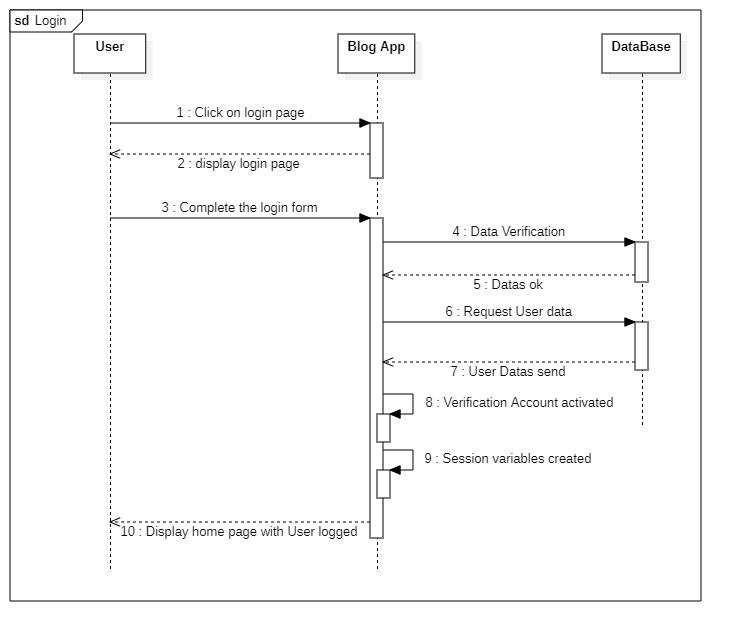 sd Login
User
Blog App
DataBase
1 : Click on login page
2 : display login page
3 : Complete the login form
4 : Data Verification
5 : Datas ok
6 : Request User data
7 : User Datas send
8 : Verification Account activated
9 : Session variables created
10 : Display home page with User logged